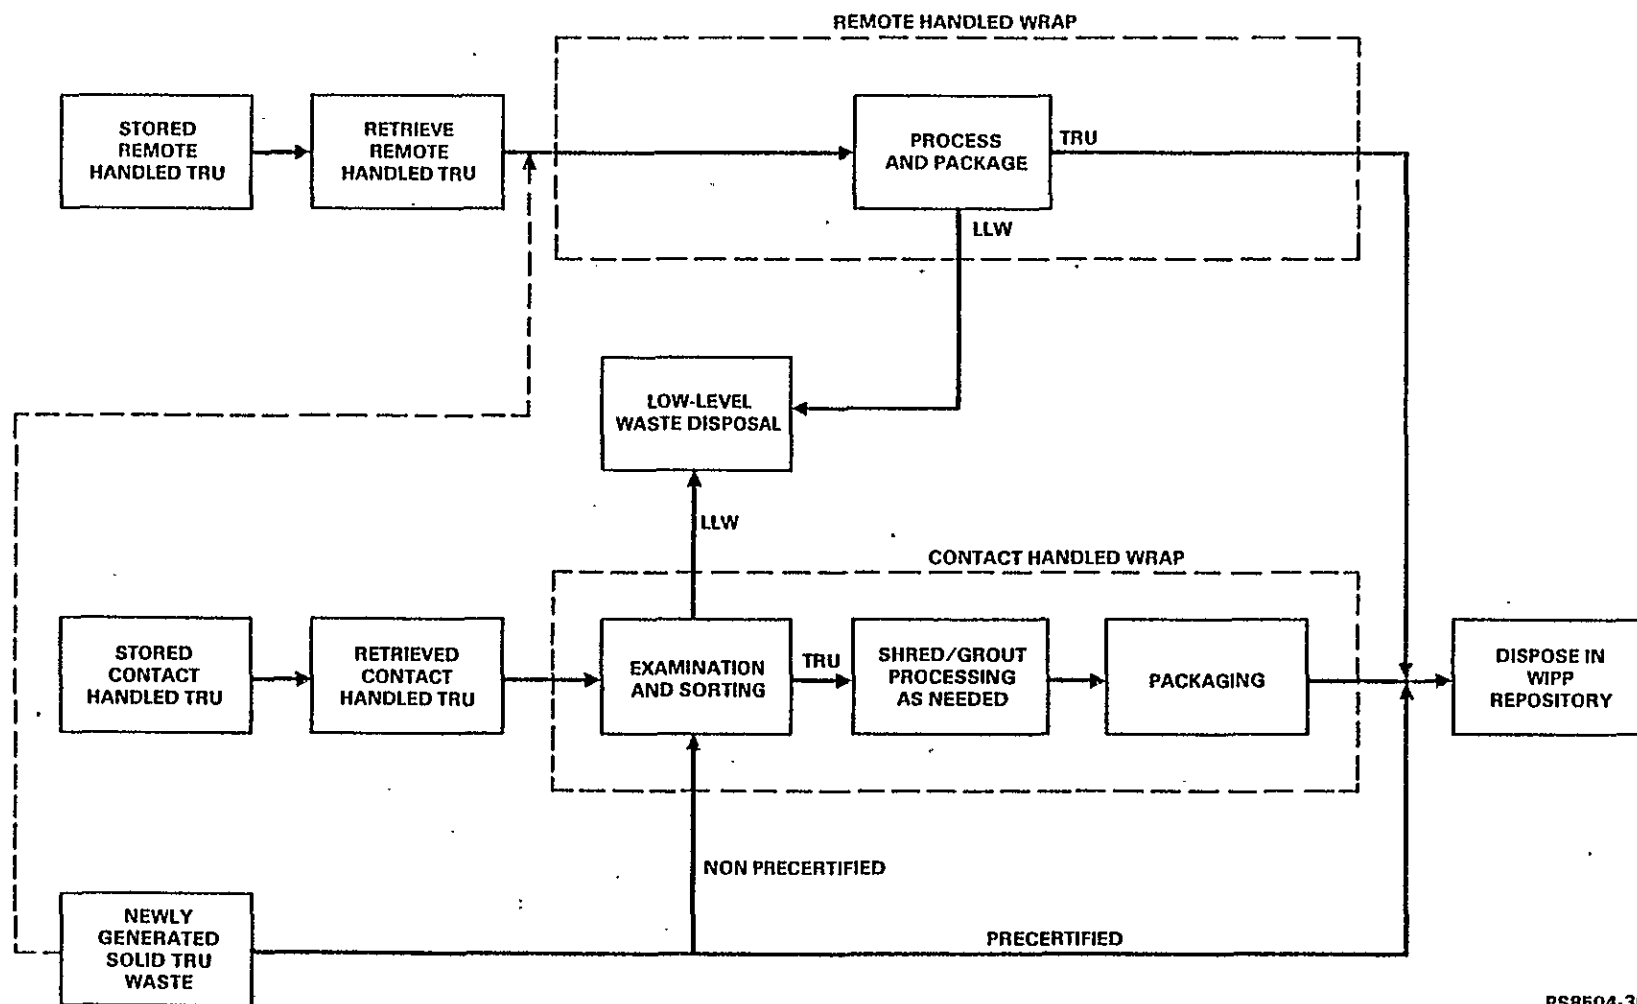 REMOTE HANDLED WRAP
STORED
REMOTE
HANDLED TRU
RETRIEVE
REMOTE
HANDLED TRU
PROCESS
AND PACKAGE
TRU
LLW
LOW-LEVEL
WASTE DISPOSAL
LLW
CONTACT HANDLED WRAP
STORED
CONTACT
HANDLED TRU
RETRIEVED
CONTACT
HANDLED TRU
EXAMINATION
AND SORTING
TRU
SHRED/GROUT
PROCESSING
AS NEEDED
PACKAGING
DISPOSE IN
WIPP
REPOSITORY
NON PRECERTIFIED
NEWLY
GENERATED
SOLID TRU
WASTE
PRECERTIFIED